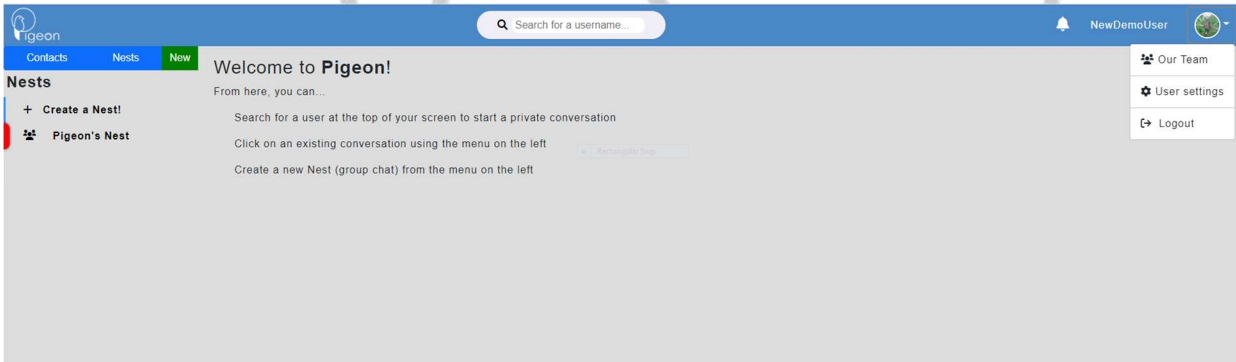 Pigeon
Search for a username...
NewDemoUser
Contacts
Nests
New
Our Team
User settings
Logout
Nests
+ Create a Nest!
Pigeon's Nest
Welcome to Pigeon!
From here, you can...
Search for a user at the top of your screen to start a private conversation
Click on an existing conversation using the menu on the left
Rectangular Snip
Create a new Nest (group chat) from the menu on the left